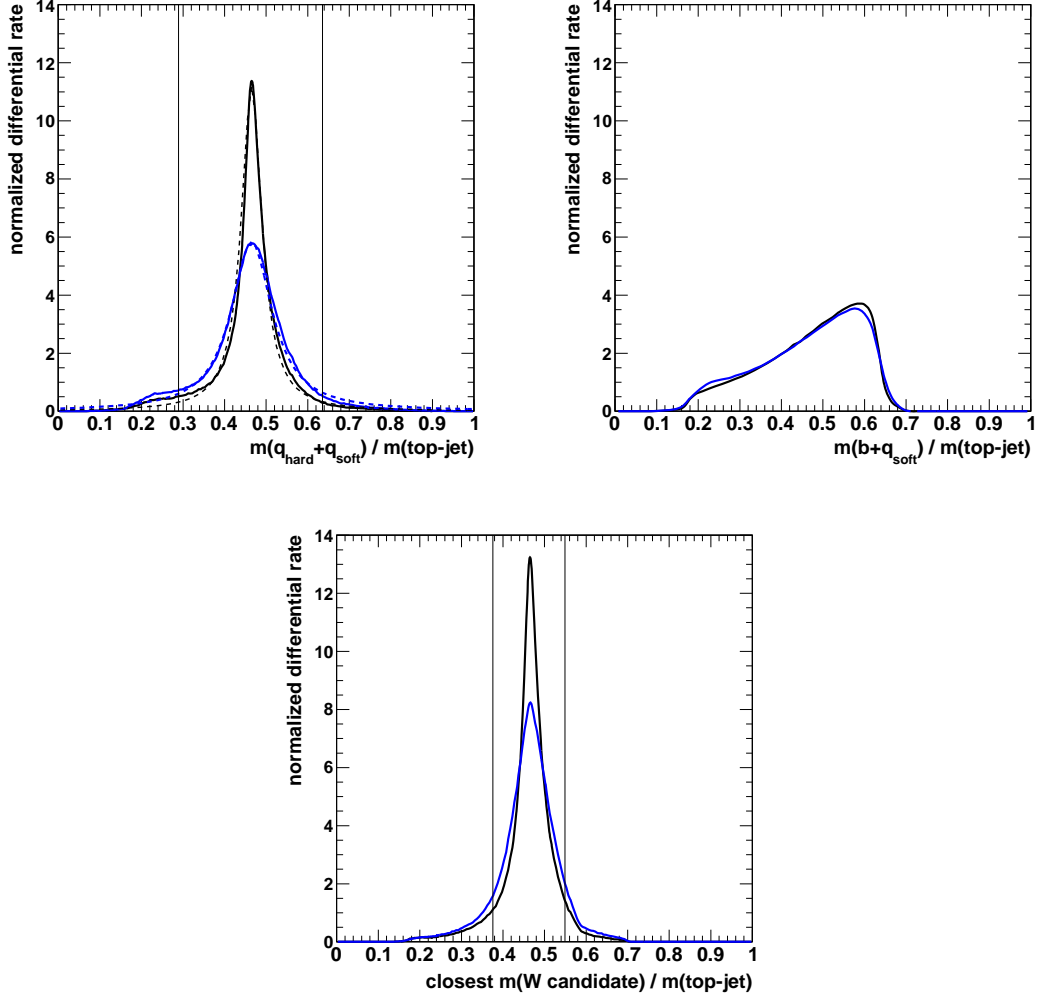 normalized differential rate
14
12
10
8
6
4
2
0
0 0.1 0.2 0.3 0.4 0.5 0.6 0.7 0.8 0.9 1
m(q_hard+q_soft) / m(top-jet)
normalized differential rate
14
12
10
8
6
4
2
0
0 0.1 0.2 0.3 0.4 0.5 0.6 0.7 0.8 0.9 1
m(b+q_soft) / m(top-jet)
normalized differential rate
14
12
10
8
6
4
2
0
0 0.1 0.2 0.3 0.4 0.5 0.6 0.7 0.8 0.9 1
closest m(W candidate) / m(top-jet)